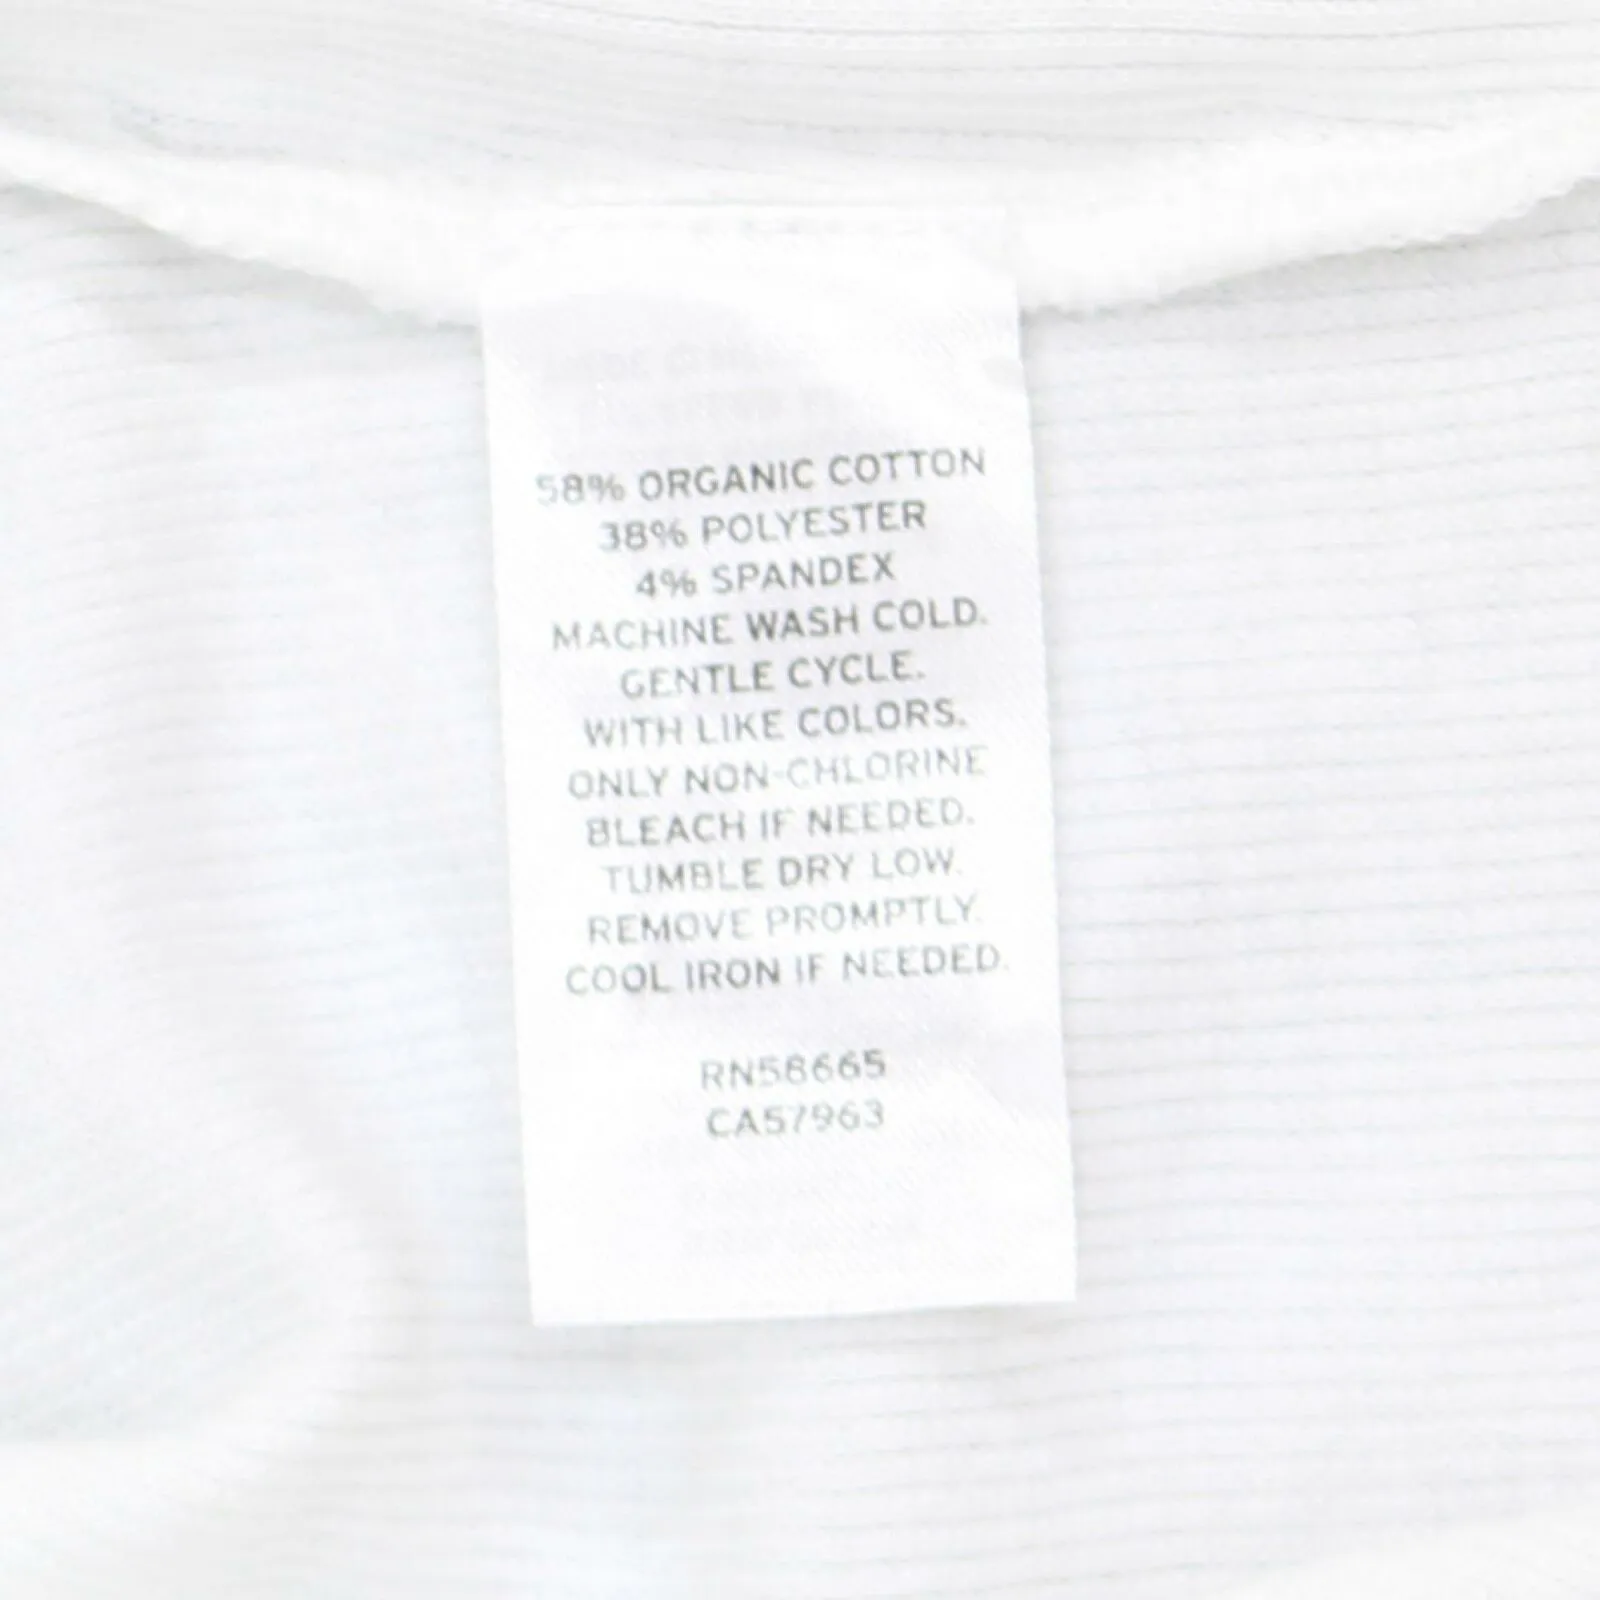 58% ORGANIC COTTON
38% POLYESTER
4% SPANDEX
MACHINE WASH COLD.
GENTLE CYCLE.
WITH LIKE COLORS.
ONLY NON-CHLORINE
BLEACH IF NEEDED.
TUMBLE DRY LOW.
REMOVE PROMPTLY.
COOL IRON IF NEEDED.
RN58665
CA57963